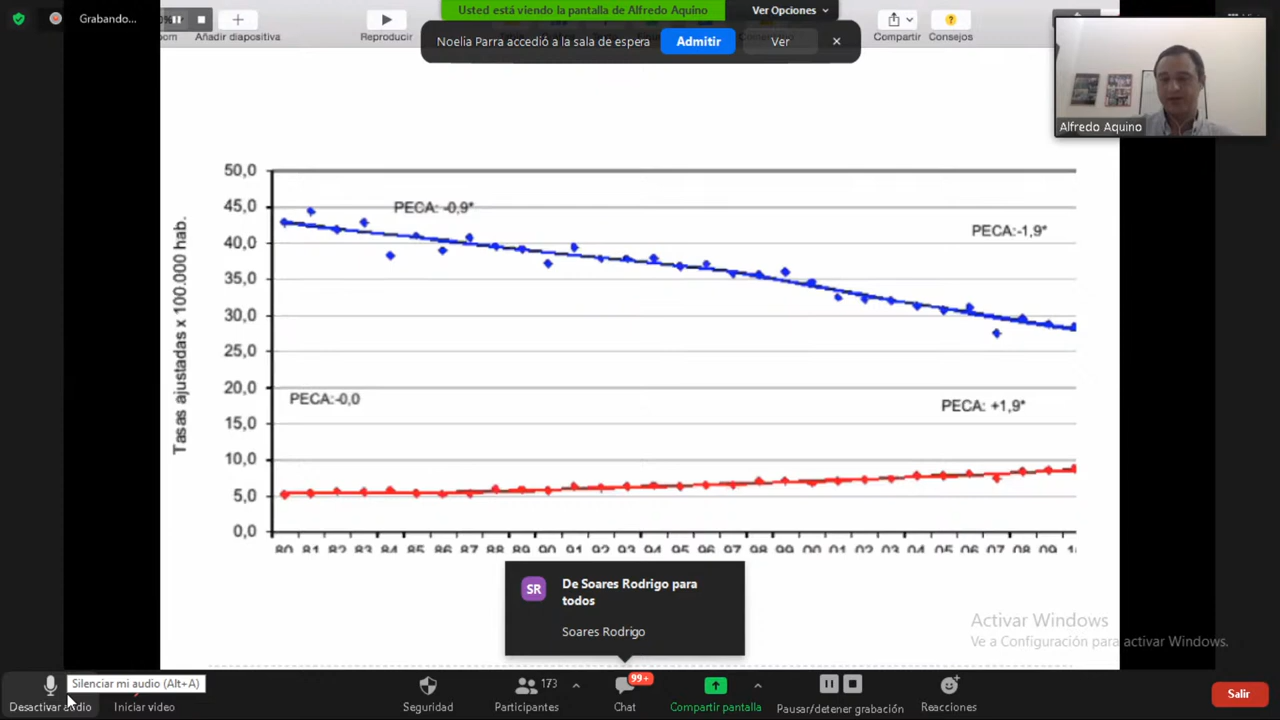 Grabando...
Añadir diapositiva
Reproducir
Usted está viendo la pantalla de Alfredo Aquino
Ver Opciones
Noelia Parra accedió a la sala de espera
Admitir
Ver
Compartir
Consejos
Alfredo Aquino
50,0
45,0
40,0
35,0
30,0
25,0
20,0
15,0
10,0
5,0
0,0
Tasas ajustadas x 100.000 hab.
PECA: -0,9*
PECA:-1,9*
PECA:-0,0
PECA: +1,9*
80 81 82 83 84 85 86 87 88 89 90 91 92 93 94 95 96 97 98 99 00 01 02 03 04 05 06 07 08 09
SR
De Soares Rodrigo para
todos
Soares Rodrigo
Activar Windows
Ve a Configuración para activar Windows.
Silenciar mi audio (Alt+A)
Desactivar audio
Iniciar video
Seguridad
173
Participantes
99+
Chat
Compartir pantalla
Pausar/detener grabación
Reacciones
Salir